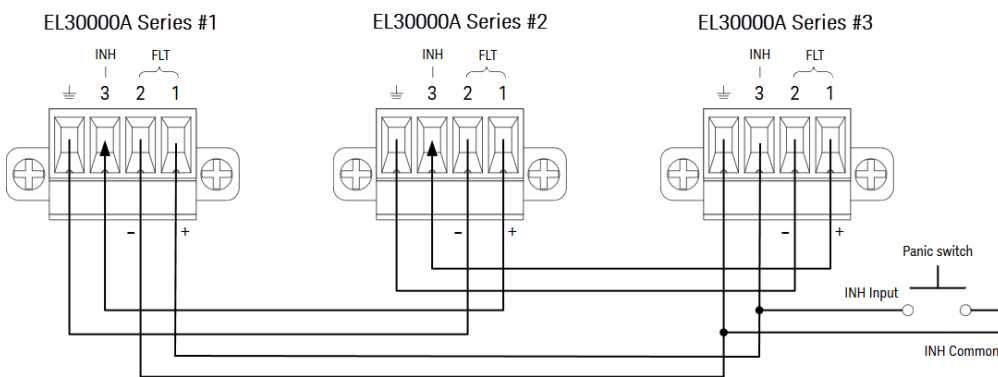 EL30000A Series #1
EL30000A Series #2
EL30000A Series #3
INH FLT
INH FLT
INH FLT
3 2 1
3 2 1
3 2 1
− +
− +
− +
Panic switch
INH Input
INH Common